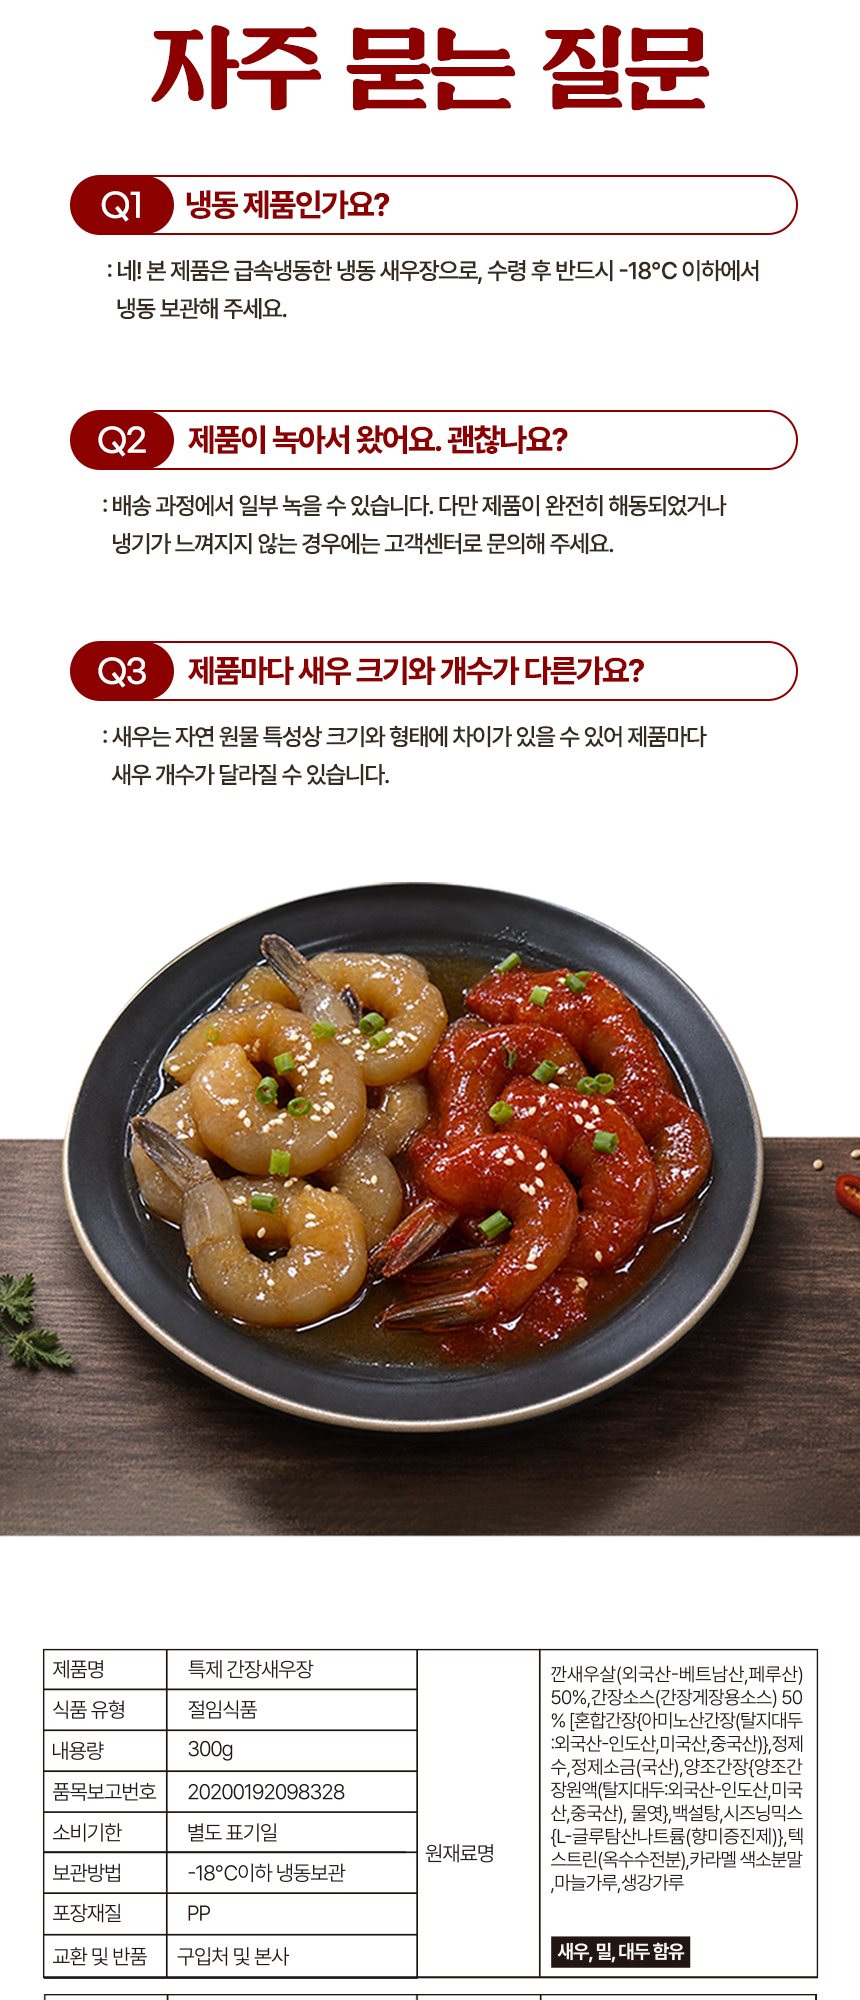 자주 묻는 질문
Q1 냉동 제품인가요?
: 네! 본 제품은 급속냉동한 냉동 새우장으로, 수령 후 반드시 -18°C 이하에서
냉동 보관해 주세요.
Q2 제품이 녹아서 왔어요. 괜찮나요?
: 배송 과정에서 일부 녹을 수 있습니다. 다만 제품이 완전히 해동되었거나
냉기가 느껴지지 않는 경우에는 고객센터로 문의해 주세요.
Q3 제품마다 새우 크기와 개수가 다른가요?
: 새우는 자연 원물 특성상 크기와 형태에 차이가 있을 수 있어 제품마다
새우 개수가 달라질 수 있습니다.
제품명 특제 간장새우장
식품 유형 절임식품
내용량 300g
품목보고번호 20200192098328
소비기한 별도 표기일
보관방법 -18°C이하 냉동보관
포장재질 PP
교환 및 반품 구입처 및 본사
원재료명
깐새우살(외국산-베트남산,페루산)
50%,간장소스(간장게장용소스) 50
% [혼합간장{아미노산간장(탈지대두
:외국산-인도산,미국산,중국산)},정제
수,정제소금(국산),양조간장{양조간
장원액(탈지대두:외국산-인도산,미국
산,중국산), 물엿},백설탕,시즈닝믹스
{L-글루탐산나트륨(향미증진제)},텍
스트린(옥수수전분),카라멜 색소분말
,마늘가루,생강가루
새우, 밀, 대두 함유